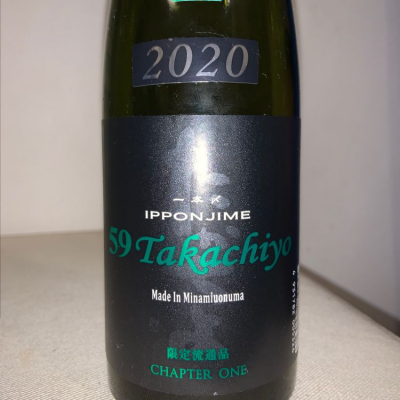 2020
一本〆
IPPONJIME
59 Takachiyo
Made In Minamiuonuma
限定流通品
CHAPTER ONE